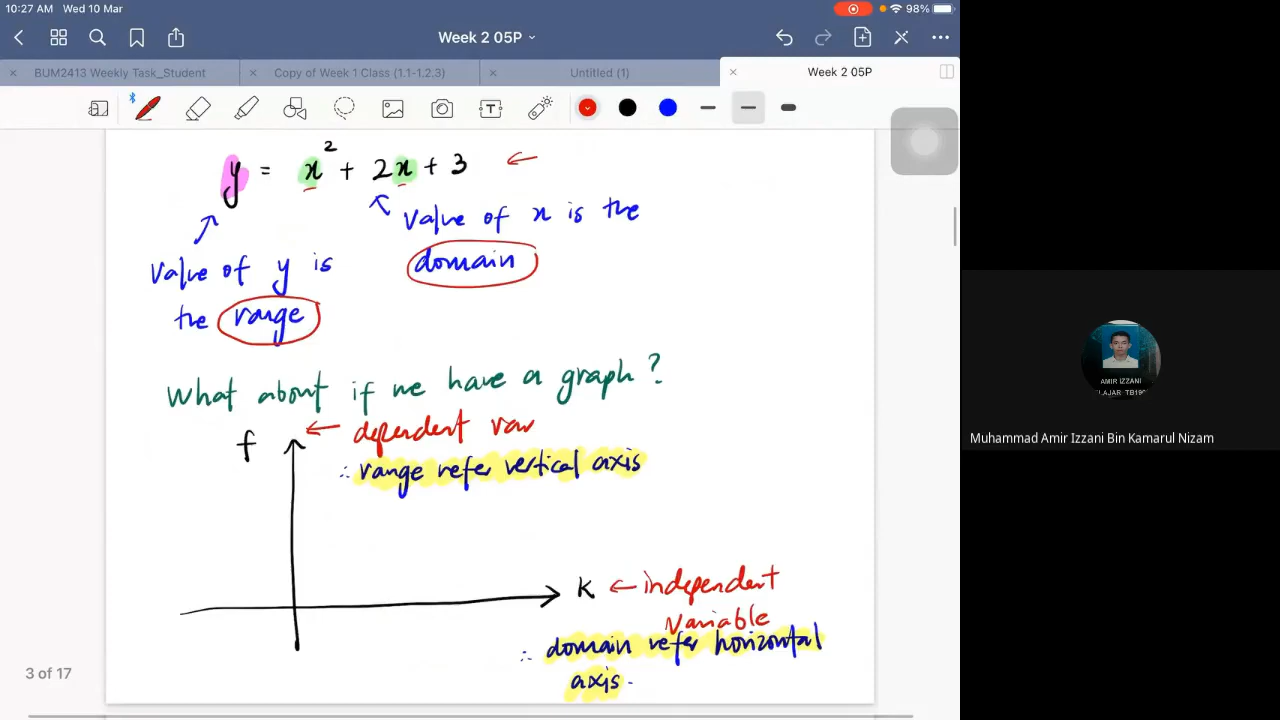 10:27 AM Wed 10 Mar
98%
Week 2 05P
BUM2413 Weekly Task_Student
Copy of Week 1 Class (1.1-1.2.3)
Untitled (1)
Week 2 05P
y = x² + 2x + 3
value of x is the
domain
value of y is
the range
What about if we have a graph?
f
dependent var
∴ range refer vertical axis
K ← independent
variable
∴ domain refer horizontal
axis.
3 of 17
AMIR IZZANI
Muhammad Amir Izzani Bin Kamarul Nizam